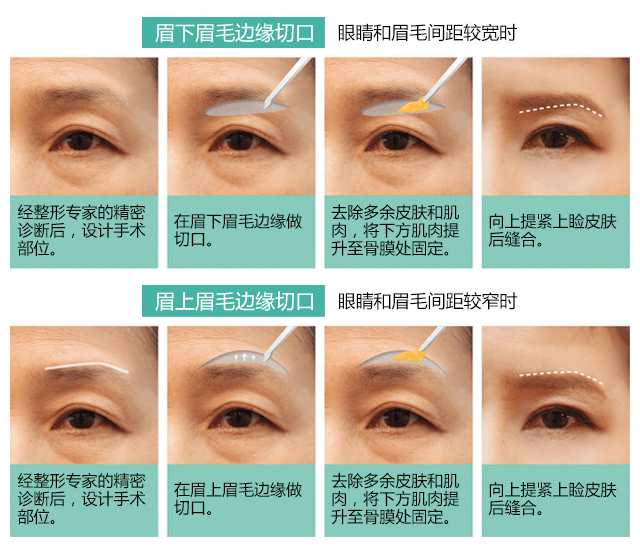 眉下眉毛边缘切口 眼睛和眉毛间距较宽时
经整形专家的精密
诊断后，设计手术
部位。
在眉下眉毛边缘做
切口。
去除多余皮肤和肌
肉，将下方肌肉提
升至骨膜处固定。
向上提紧上睑皮肤
后缝合。
眉上眉毛边缘切口 眼睛和眉毛间距较窄时
经整形专家的精密
诊断后，设计手术
部位。
在眉上眉毛边缘做
切口。
去除多余皮肤和肌
肉，将下方肌肉提
升至骨膜处固定。
向上提紧上睑皮肤
后缝合。